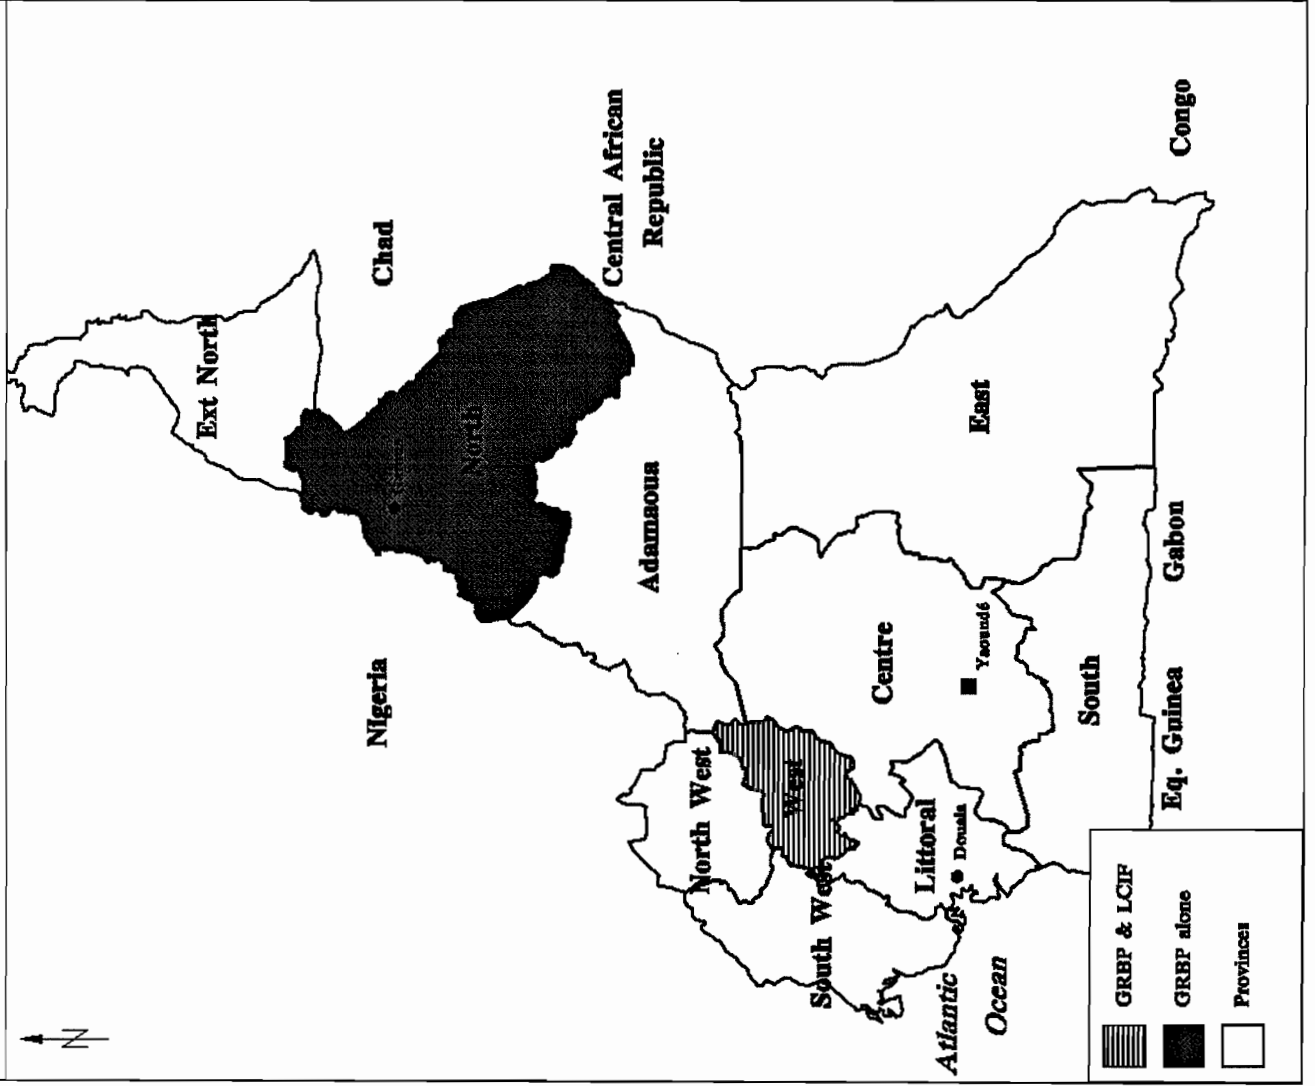 N
Ext North
Chad
North
Nigeria
Central African
Republic
Adamaoua
North West
West
Centre
East
South West
Littoral
Douala
Yaoundé
South
Atlantic
Ocean
Eq. Guinea
Gabon
Congo
GRBP & LCIF
GRBP alone
Provinces